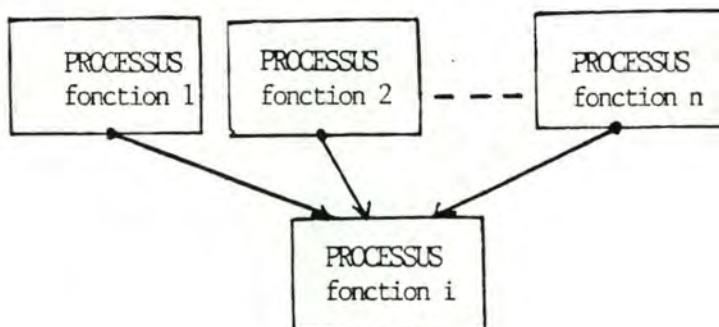 PROCESSUS
fonction 1
PROCESSUS
fonction 2
PROCESSUS
fonction n
PROCESSUS
fonction i